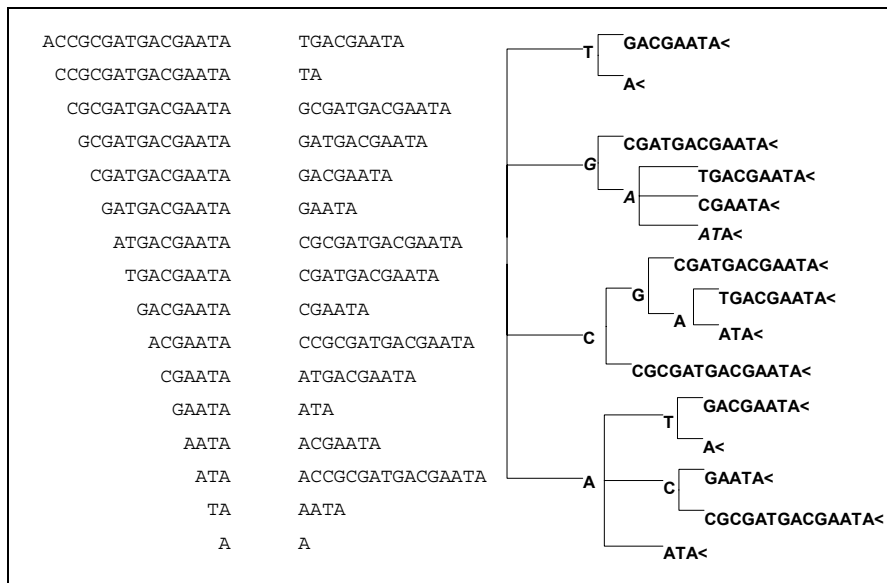 ACCGCGATGACGAATA TGACGAATA
CCGCGATGACGAATA TA
CGCGATGACGAATA GCGATGACGAATA
GCGATGACGAATA GATGACGAATA
CGATGACGAATA GACGAATA
GATGACGAATA GAATA
ATGACGAATA CGCGATGACGAATA
TGACGAATA CGATGACGAATA
GACGAATA CGAATA
ACGAATA CCGCGATGACGAATA
CGAATA ATGACGAATA
GAATA ATA
AATA ACGAATA
ATA ACCGCGATGACGAATA
TA AATA
A A
T
GACGAATA<
A<
G
CGATGACGAATA<
A
TGACGAATA<
CGAATA<
ATA<
C
G
CGATGACGAATA<
A
TGACGAATA<
ATA<
CGCGATGACGAATA<
A
T
GACGAATA<
A<
C
GAATA<
CGCGATGACGAATA<
ATA<